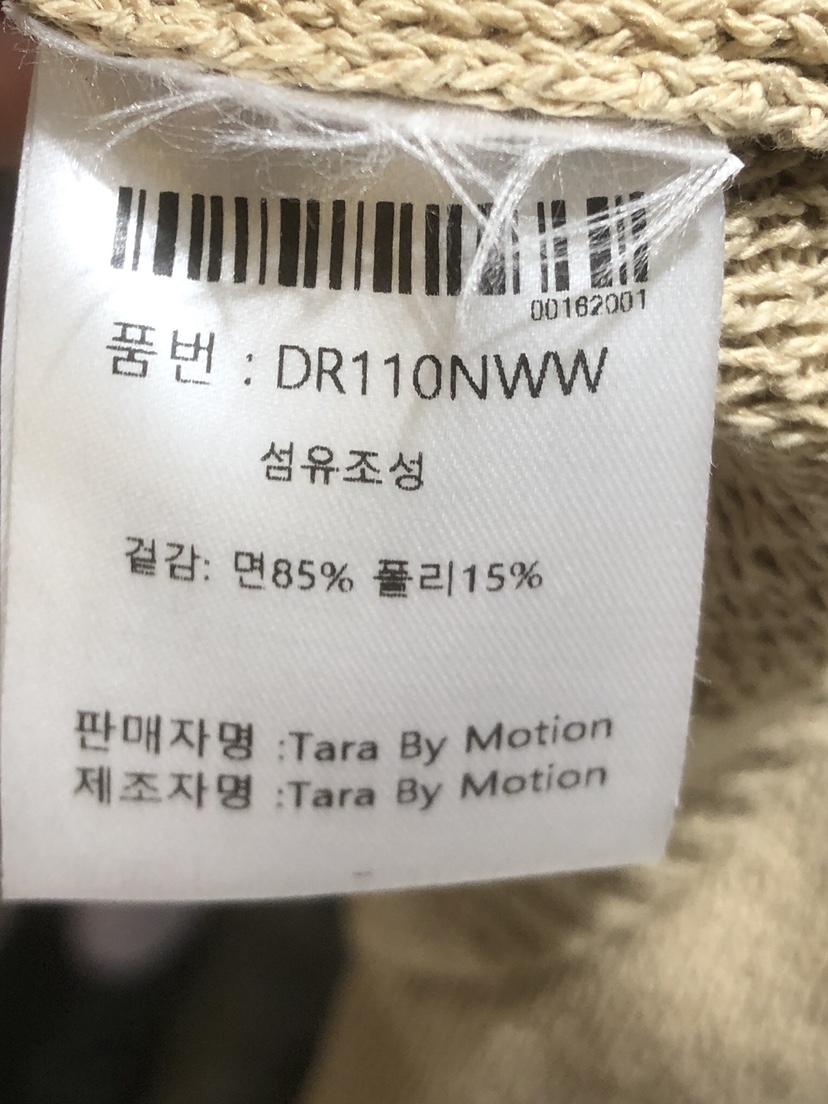 00162001
품번 : DR110NWW
섬유조성
겉감: 면85% 폴리15%
판매자명 :Tara By Motion
제조자명 :Tara By Motion